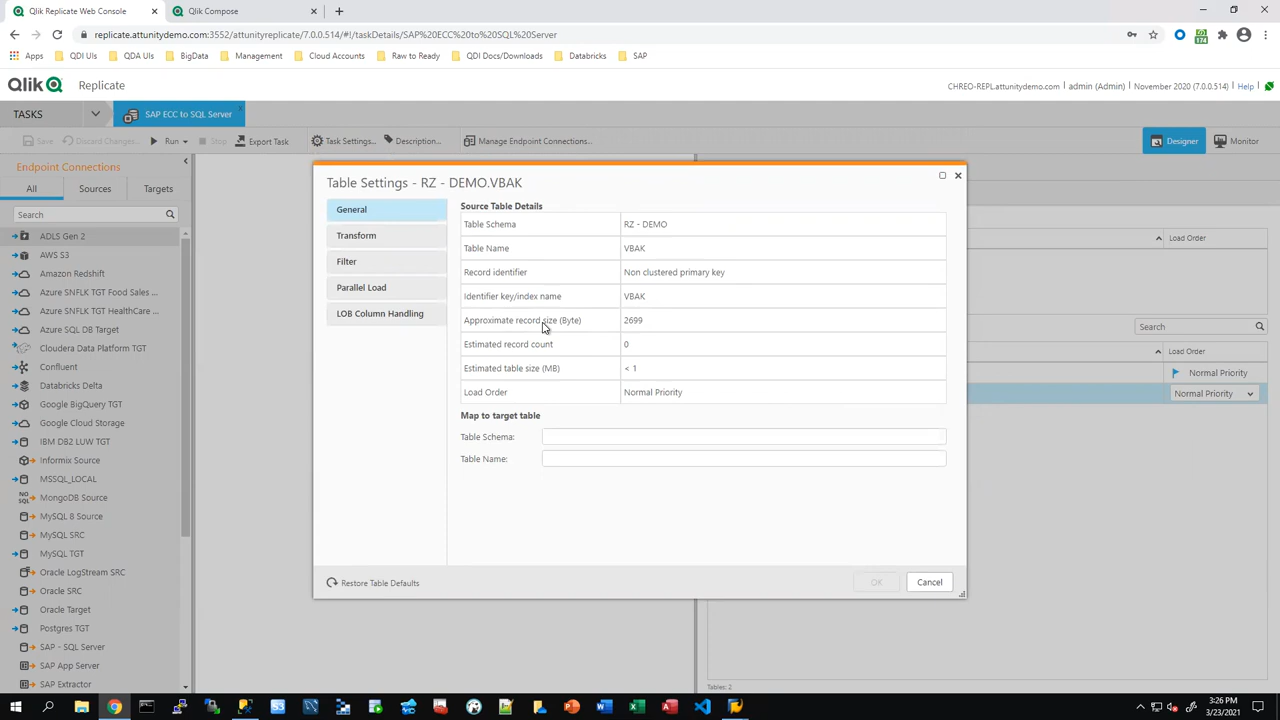 Qlik Replicate Web Console
Qlik Compose
replicate.attunitydemo.com:3552/attunityreplicate/7.0.0.514/#!/taskDetails/SAP%20ECC%20to%20SQL%20Server
Apps
QDI UIs
QDA UIs
BigData
Management
Cloud Accounts
Raw to Ready
QDI Docs/Downloads
Databricks
SAP
Qlik
Replicate
CHREO-REPL.attunitydemo.com
admin (Admin)
November 2020 (7.0.0.514)
Help
TASKS
SAP ECC to SQL Server
Save
Discard Changes...
Run
Stop
Export Task
Task Settings...
Description...
Manage Endpoint Connections...
Designer
Monitor
Endpoint Connections
All
Sources
Targets
Search
ADLS Gen 2
AWS S3
Amazon Redshift
Azure SNFLK TGT Food Sales ...
Azure SNFLK TGT HealthCare ...
Azure SQL DB Target
Cloudera Data Platform TGT
Confluent
Databricks Delta
Google BigQuery TGT
Google Cloud Storage
IBM DB2 LUW TGT
Informix Source
MSSQL_LOCAL
MongoDB Source
MySQL 8 Source
MySQL SRC
MySQL TGT
Oracle LogStream SRC
Oracle SRC
Oracle Target
Postgres TGT
SAP - SQL Server
SAP App Server
SAP Extractor
Table Settings - RZ - DEMO.VBAK
General
Transform
Filter
Parallel Load
LOB Column Handling
Source Table Details
Table Schema RZ - DEMO
Table Name VBAK
Record identifier Non clustered primary key
Identifier key/index name VBAK
Approximate record size (Byte) 2699
Estimated record count 0
Estimated table size (MB) < 1
Load Order Normal Priority
Map to target table
Table Schema:
Table Name:
Restore Table Defaults
OK
Cancel
Load Order
Search
Load Order
Normal Priority
Normal Priority
Tables: 2
3:26 PM
3/23/2021